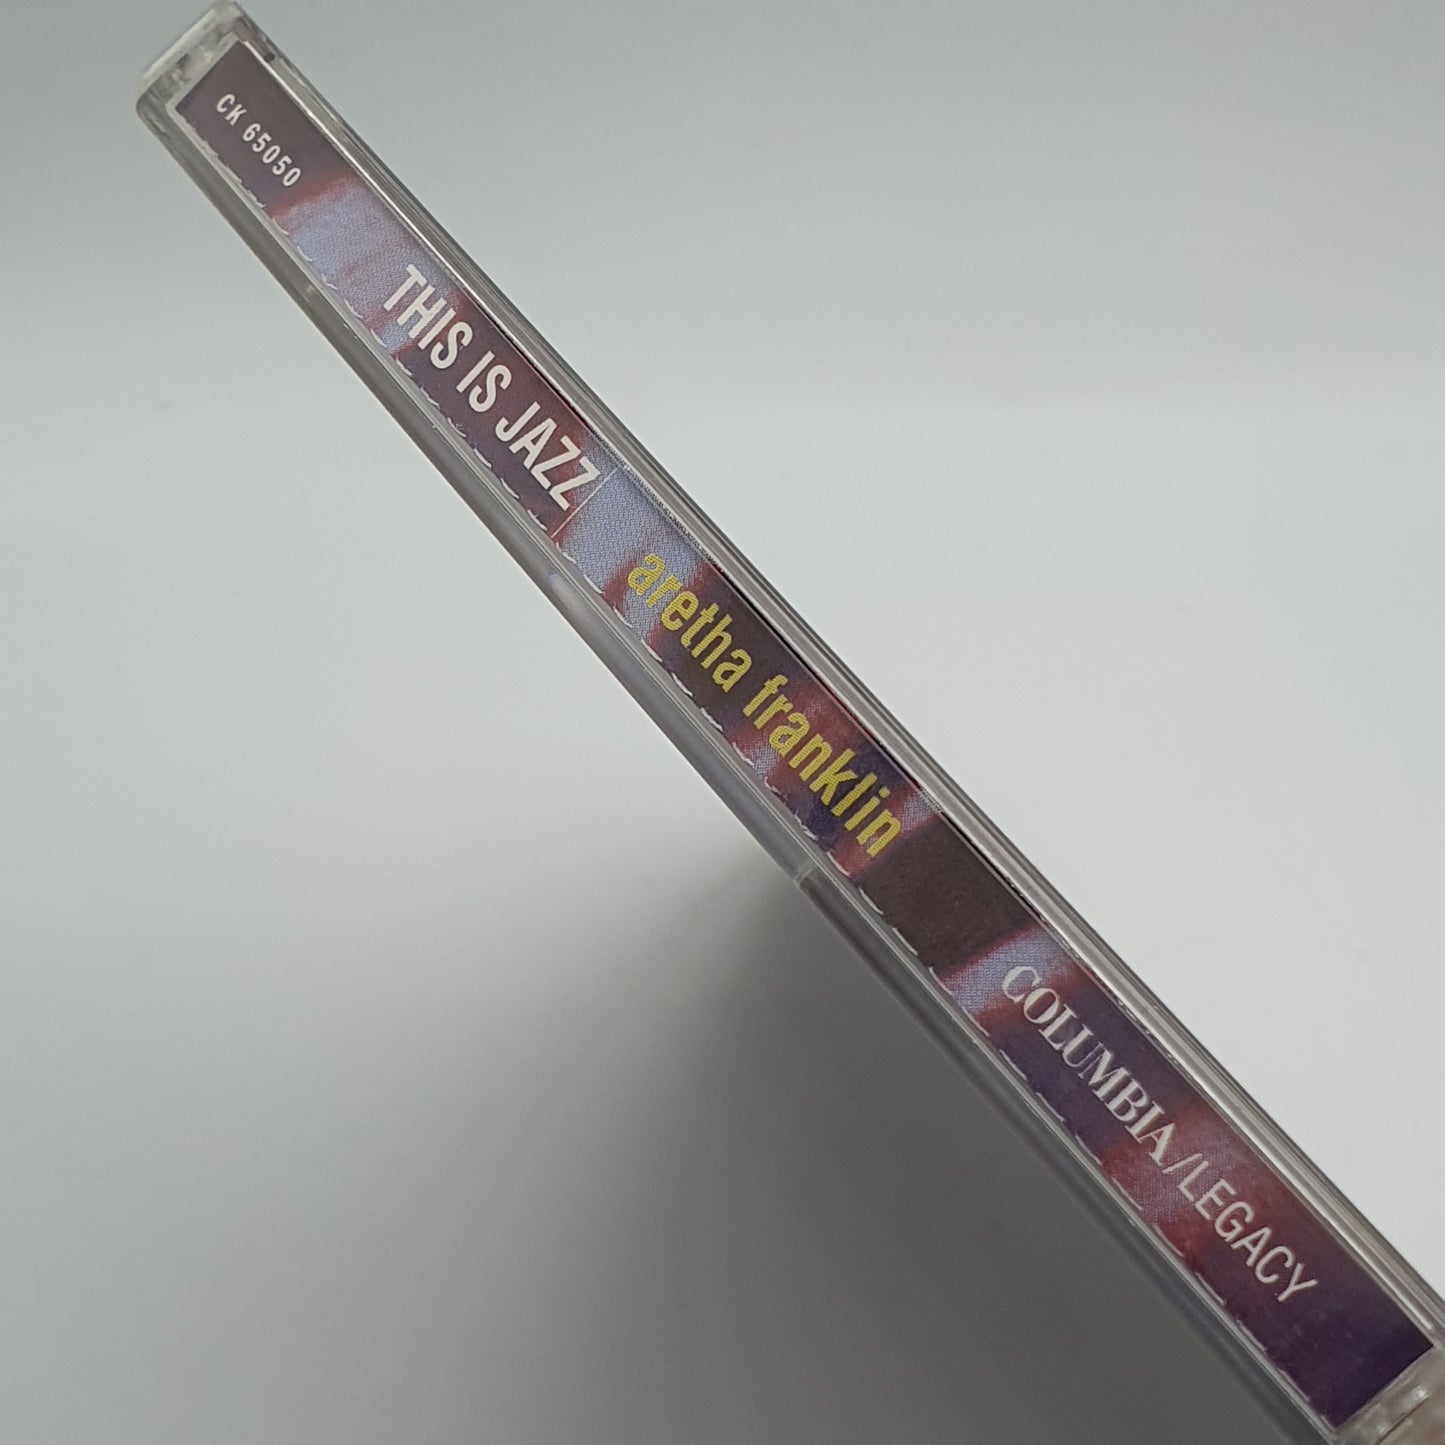 CK 65050
THIS IS JAZZ
aretha franklin
COLUMBIA/LEGACY